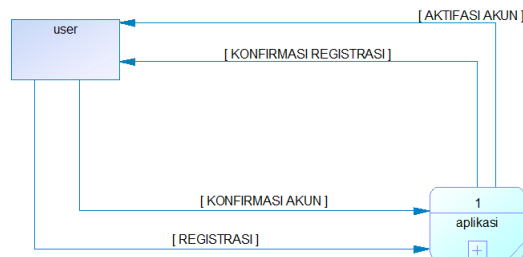 [ AKTIFASI AKUN ]
user
[ KONFIRMASI REGISTRASI ]
[ KONFIRMASI AKUN ]
1
aplikasi
[ REGISTRASI ]